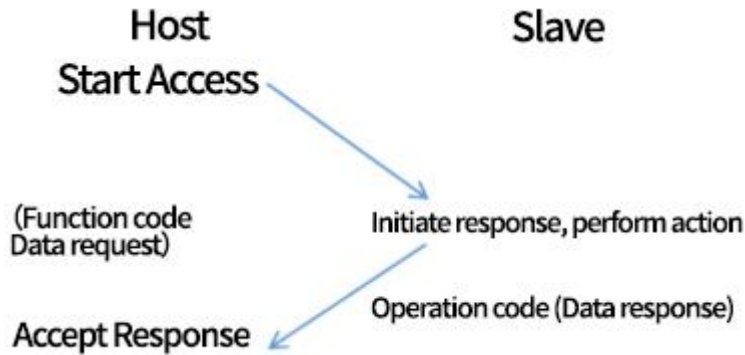 Host
Slave
Start Access
(Function code
Data request)
Initiate response, perform action
Operation code (Data response)
Accept Response